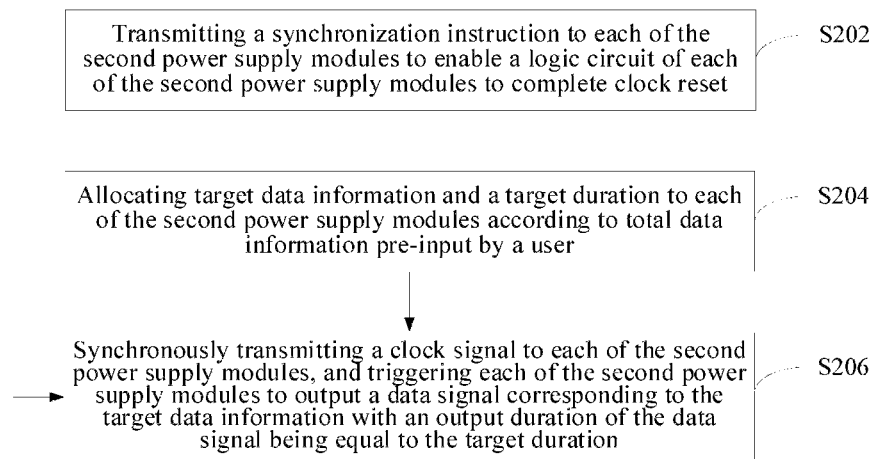 Transmitting a synchronization instruction to each of the
second power supply modules to enable a logic circuit of each
of the second power supply modules to complete clock reset
S202
Allocating target data information and a target duration to each
of the second power supply modules according to total data
information pre-input by a user
S204
Synchronously transmitting a clock signal to each of the second
power supply modules, and triggering each of the second power
supply modules to output a data signal corresponding to the
target data information with an output duration of the data
signal being equal to the target duration
S206